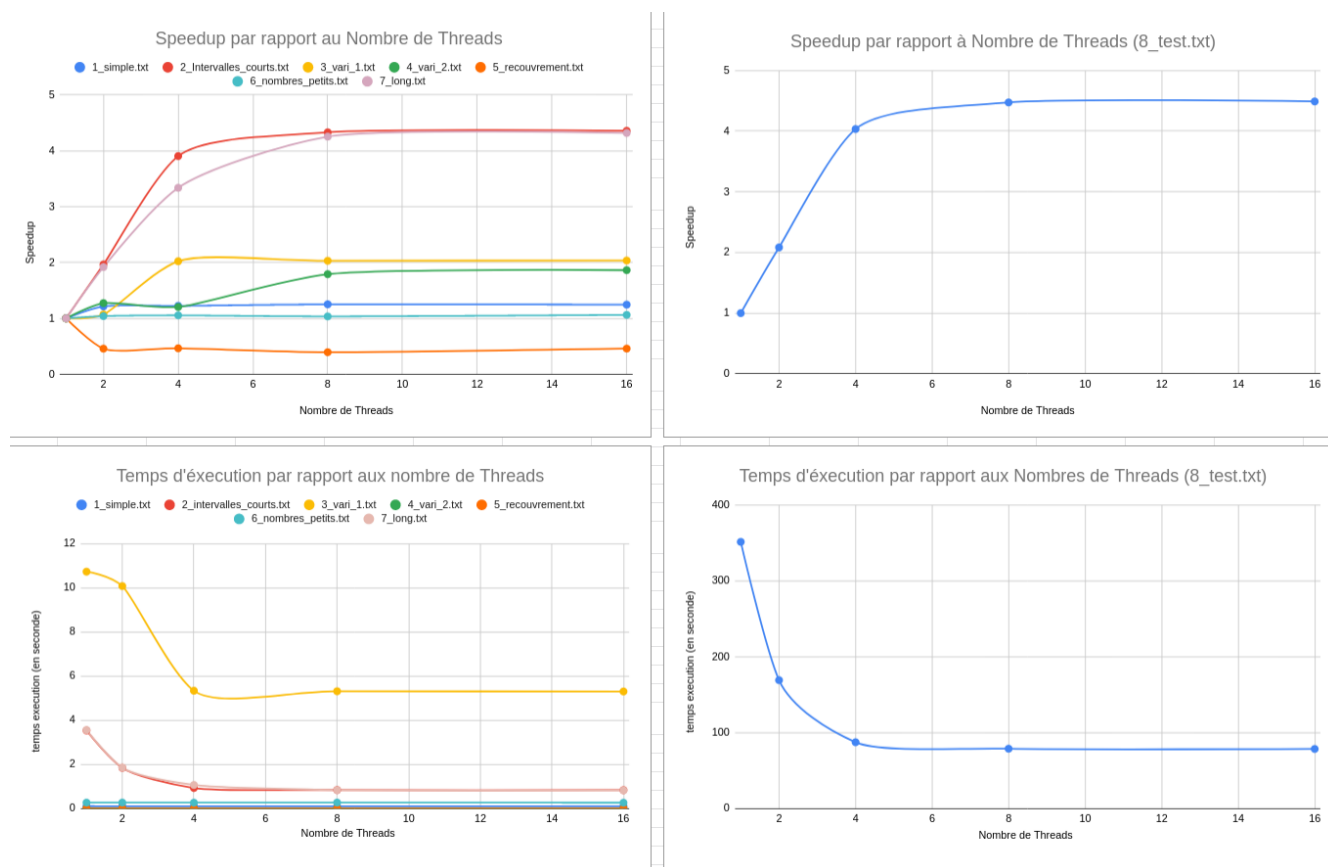 Speedup par rapport au Nombre de Threads
1_simple.txt 2_Intervalles_courts.txt 3_vari_1.txt 4_vari_2.txt 5_recouvrement.txt
6_nombres_petits.txt 7_long.txt
5
4
3
2
1
0
Speedup
2 4 6 8 10 12 14 16
Nombre de Threads
Speedup par rapport à Nombre de Threads (8_test.txt)
5
4
3
2
1
0
Speedup
2 4 6 8 10 12 14 16
Nombre de Threads
Temps d'éxecution par rapport aux nombre de Threads
1_simple.txt 2_intervalles_courts.txt 3_vari_1.txt 4_vari_2.txt 5_recouvrement.txt
6_nombres_petits.txt 7_long.txt
12
10
8
6
4
2
0
temps execution (en seconde)
2 4 6 8 10 12 14 16
Nombre de Threads
Temps d'éxecution par rapport aux Nombres de Threads (8_test.txt)
400
300
200
100
0
temps execution (en seconde)
2 4 6 8 10 12 14 16
Nombre de Threads